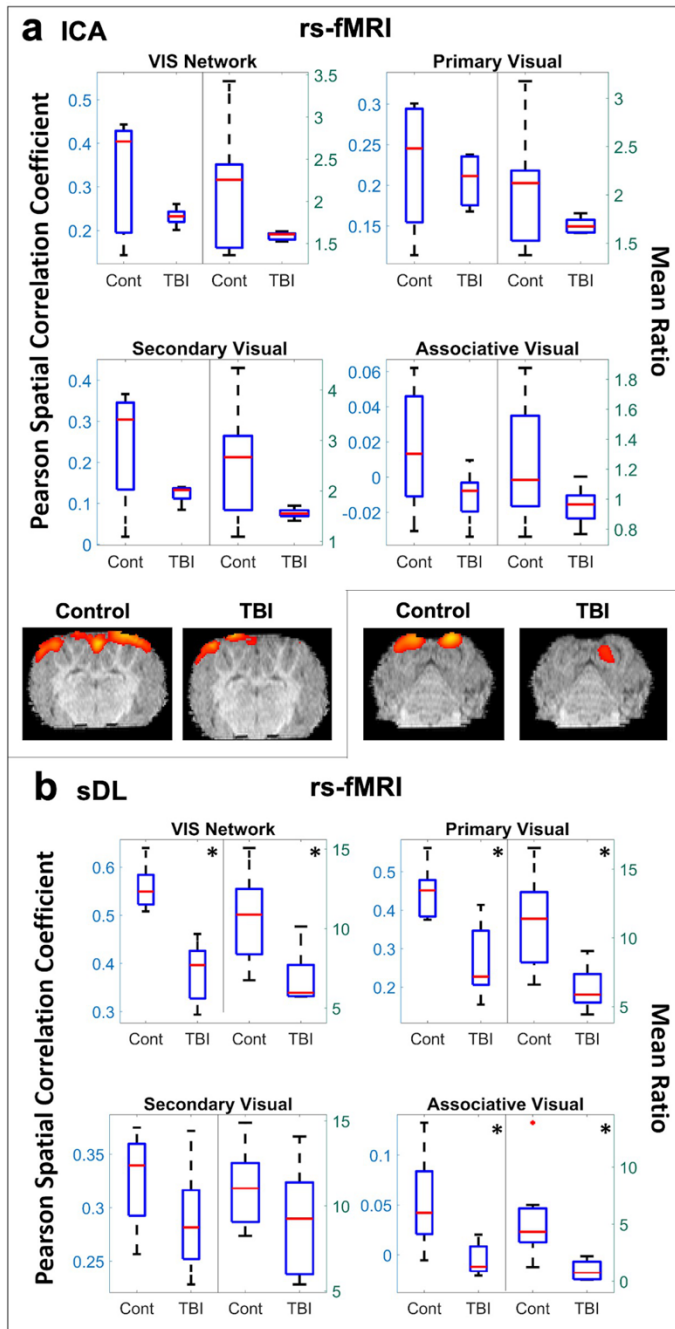 a ICA rs-fMRI
VIS Network Primary Visual
Pearson Spatial Correlation Coefficient
Mean Ratio
0.5 0.4 0.3 0.2
3.5 3 2.5 2 1.5
Cont TBI Cont TBI
0.3 0.25 0.2 0.15
3 2.5 2 1.5
Cont TBI Cont TBI
Secondary Visual Associative Visual
0.4 0.3 0.2 0.1 0
4 3 2 1
Cont TBI Cont TBI
0.06 0.04 0.02 0 -0.02
1.8 1.6 1.4 1.2 1 0.8
Cont TBI Cont TBI
Control TBI Control TBI
b sDL rs-fMRI
VIS Network Primary Visual
Pearson Spatial Correlation Coefficient
Mean Ratio
* * * *
0.6 0.5 0.4 0.3
15 10 5
Cont TBI Cont TBI
0.5 0.4 0.3 0.2
15 10 5
Cont TBI Cont TBI
Secondary Visual Associative Visual
* *
0.35 0.3 0.25
15 10 5
Cont TBI Cont TBI
0.1 0.05 0
10 5 0
Cont TBI Cont TBI